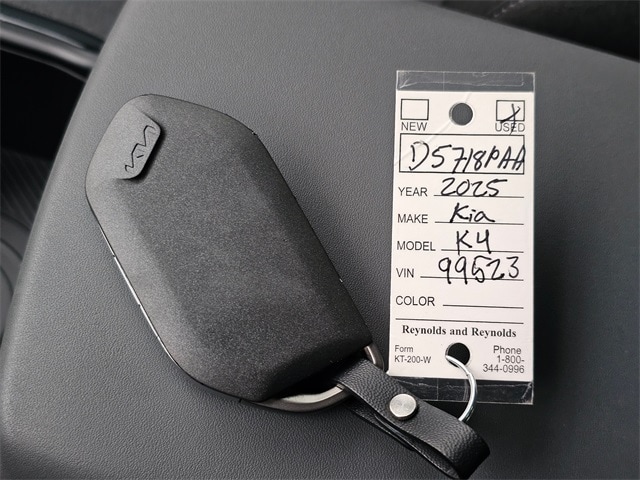 KIA
NEW USED
D5718PAA
YEAR 2025
MAKE Kia
MODEL K4
VIN 99523
COLOR
Reynolds and Reynolds
Form Phone
KT-200-W 1-800-
344-0996